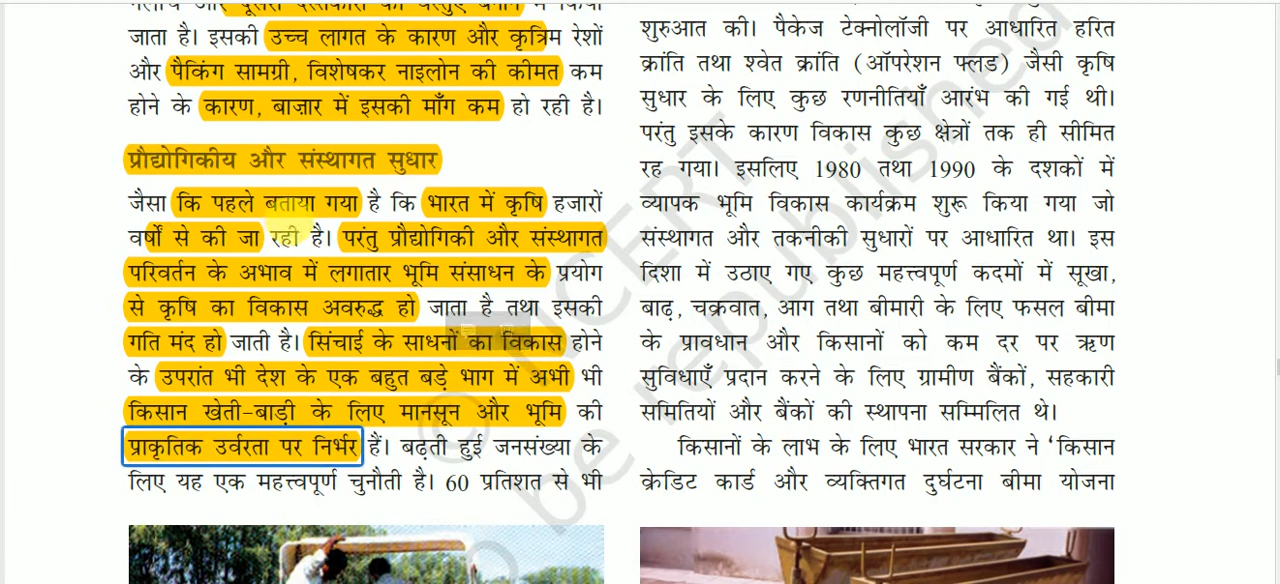 जाता है। इसकी उच्च लागत के कारण और कृत्रिम रेशों
और पैकिंग सामग्री, विशेषकर नाइलोन की कीमत कम
होने के कारण, बाज़ार में इसकी माँग कम हो रही है।
प्रौद्योगिकीय और संस्थागत सुधार
जैसा कि पहले बताया गया है कि भारत में कृषि हजारों
वर्षों से की जा रही है। परंतु प्रौद्योगिकी और संस्थागत
परिवर्तन के अभाव में लगातार भूमि संसाधन के प्रयोग
से कृषि का विकास अवरुद्ध हो जाता है तथा इसकी
गति मंद हो जाती है। सिंचाई के साधनों का विकास होने
के उपरांत भी देश के एक बहुत बड़े भाग में अभी भी
किसान खेती-बाड़ी के लिए मानसून और भूमि की
प्राकृतिक उर्वरता पर निर्भर हैं। बढ़ती हुई जनसंख्या के
लिए यह एक महत्त्वपूर्ण चुनौती है। 60 प्रतिशत से भी
शुरुआत की। पैकेज टेक्नोलॉजी पर आधारित हरित
क्रांति तथा श्वेत क्रांति (ऑपरेशन फ्लड) जैसी कृषि
सुधार के लिए कुछ रणनीतियाँ आरंभ की गई थी।
परंतु इसके कारण विकास कुछ क्षेत्रों तक ही सीमित
रह गया। इसलिए 1980 तथा 1990 के दशकों में
व्यापक भूमि विकास कार्यक्रम शुरू किया गया जो
संस्थागत और तकनीकी सुधारों पर आधारित था। इस
दिशा में उठाए गए कुछ महत्त्वपूर्ण कदमों में सूखा,
बाढ़, चक्रवात, आग तथा बीमारी के लिए फसल बीमा
के प्रावधान और किसानों को कम दर पर ऋण
सुविधाएँ प्रदान करने के लिए ग्रामीण बैंकों, सहकारी
समितियों और बैंकों की स्थापना सम्मिलित थे।
किसानों के लाभ के लिए भारत सरकार ने 'किसान
क्रेडिट कार्ड और व्यक्तिगत दुर्घटना बीमा योजना
© NCERT
be republished